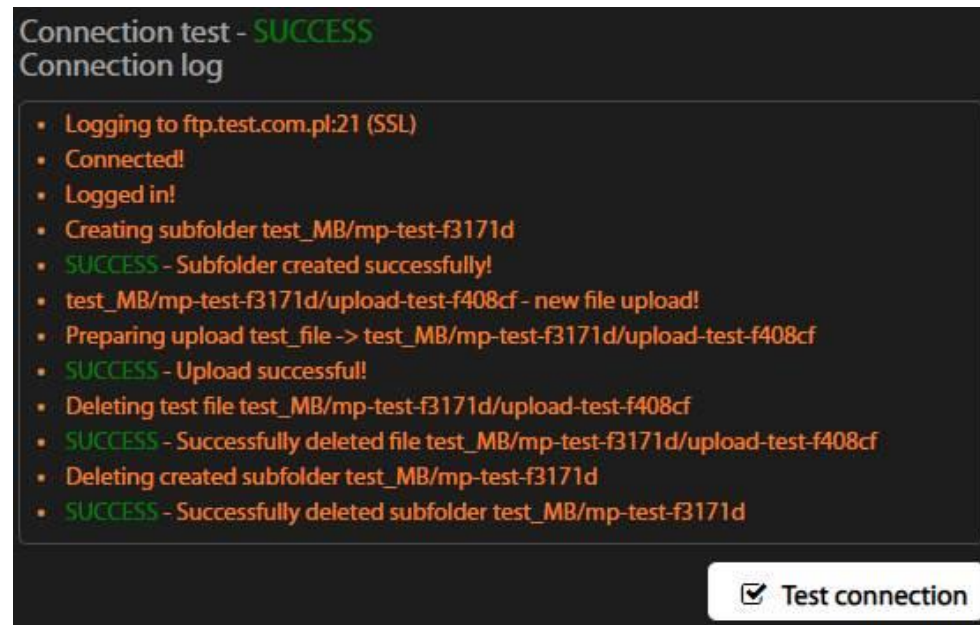 Connection test - SUCCESS
Connection log
• Logging to ftp.test.com.pl:21 (SSL)
• Connected!
• Logged in!
• Creating subfolder test_MB/mp-test-f3171d
• SUCCESS - Subfolder created successfully!
• test_MB/mp-test-f3171d/upload-test-f408cf - new file upload!
• Preparing upload test_file -> test_MB/mp-test-f3171d/upload-test-f408cf
• SUCCESS - Upload successful!
• Deleting test file test_MB/mp-test-f3171d/upload-test-f408cf
• SUCCESS - Successfully deleted file test_MB/mp-test-f3171d/upload-test-f408cf
• Deleting created subfolder test_MB/mp-test-f3171d
• SUCCESS - Successfully deleted subfolder test_MB/mp-test-f3171d
Test connection